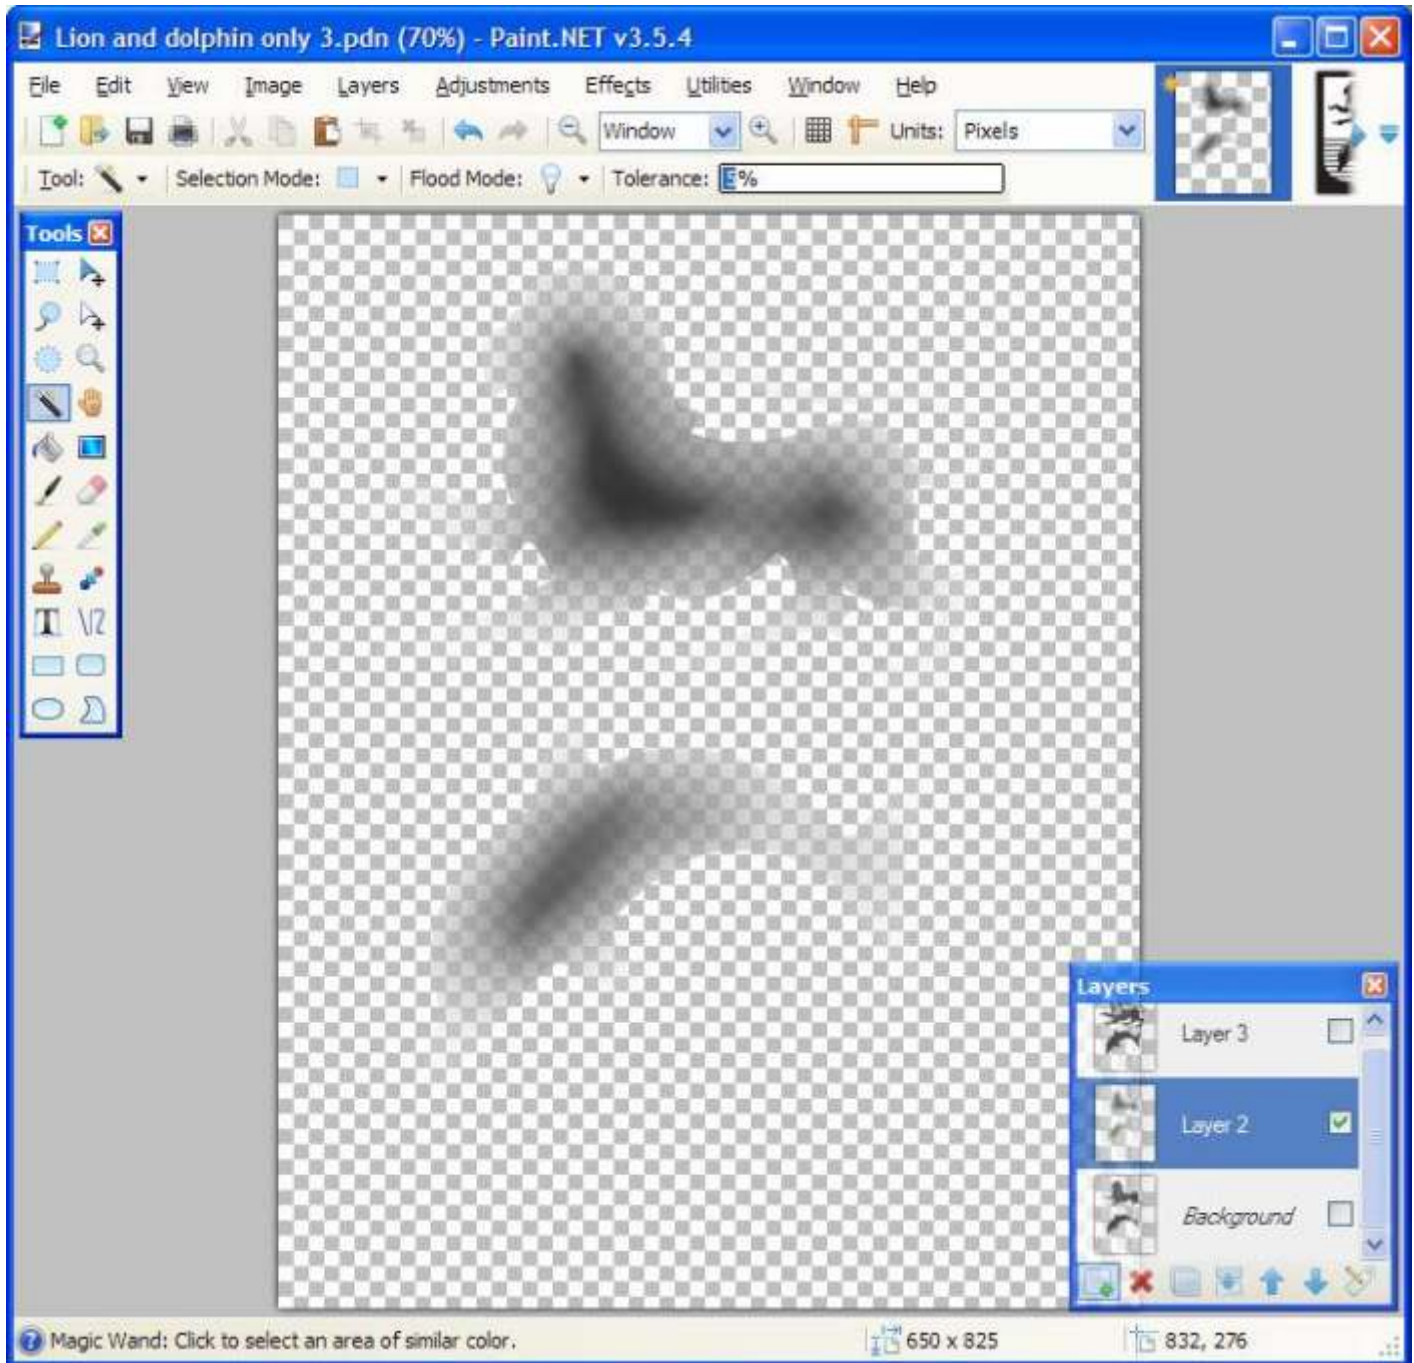 Lion and dolphin only 3.pdn (70%) - Paint.NET v3.5.4
File Edit View Image Layers Adjustments Effects Utilities Window Help
Window Units: Pixels
Tool: Selection Mode: Flood Mode: Tolerance: 5%
Tools
Layers
Layer 3
Layer 2
Background
Magic Wand: Click to select an area of similar color. 650 x 825 832, 276